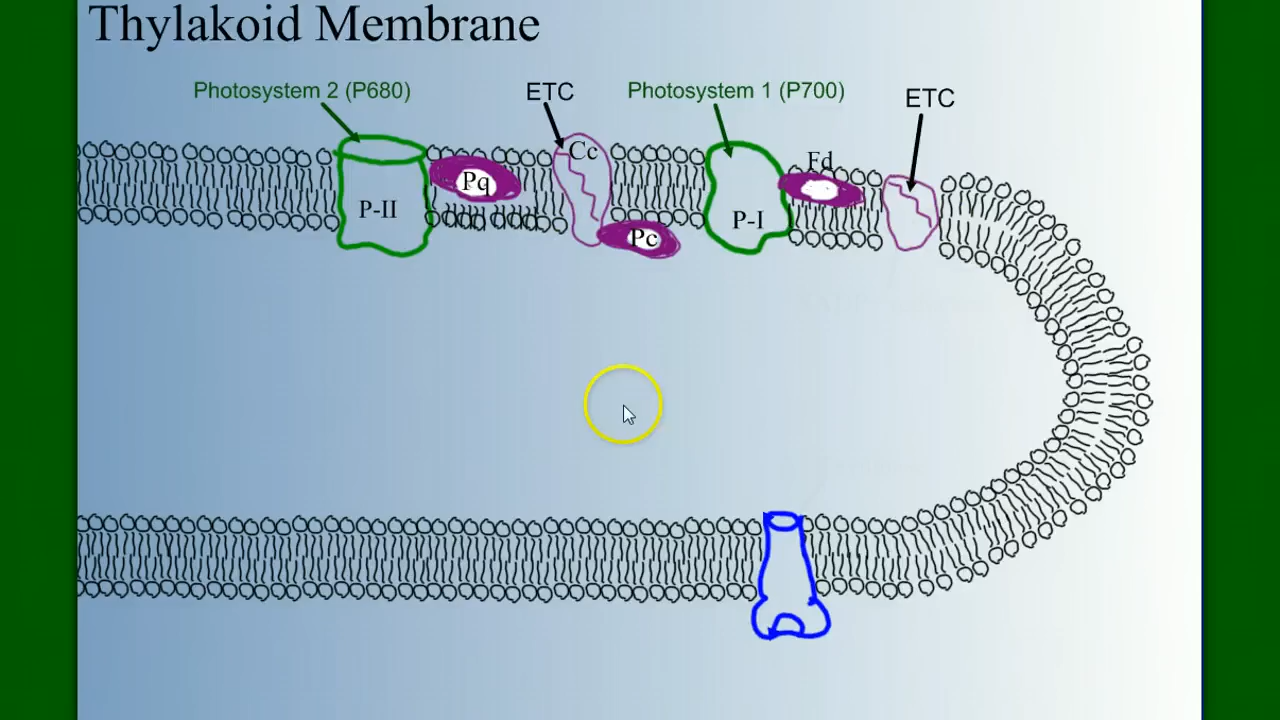 Thylakoid Membrane
Photosystem 2 (P680)
ETC
Photosystem 1 (P700)
ETC
Cc
Fd
Pq
P-II
P-I
Pc